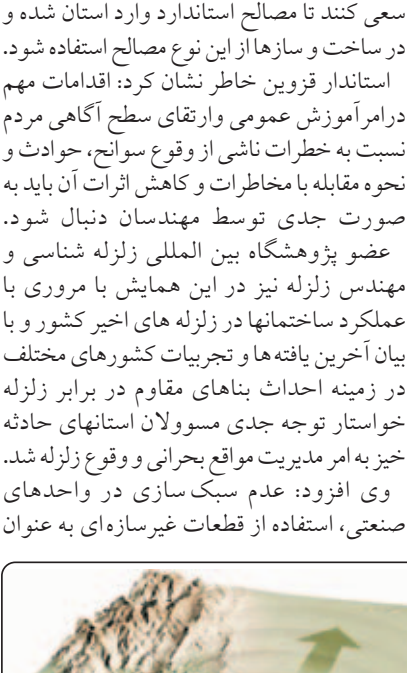 سعی کنند تا مصالح استاندارد وارد استان شده و
در ساخت و سازها از این نوع مصالح استفاده شود.
استاندار قزوین خاطر نشان کرد: اقدامات مهم
درامرآموزش عمومی وارتقای سطح آگاهی مردم
نسبت به خطرات ناشی از وقوع سوانح، حوادث و
نحوه مقابله با مخاطرات و کاهش اثرات آن باید به
صورت جدی توسط مهندسان دنبال شود.
عضو پژوهشگاه بین المللی زلزله شناسی و
مهندس زلزله نیز در این همایش با مروری با
عملکرد ساختمانها در زلزله های اخیر کشور و با
بیان آخرین یافته‌ها و تجربیات کشورهای مختلف
در زمینه احداث بناهای مقاوم در برابر زلزله
خواستار توجه جدی مسوولان استانهای حادثه
خیز به امر مدیریت مواقع بحرانی و وقوع زلزله شد.
وی افزود: عدم سبک سازی در واحدهای
صنعتی، استفاده از قطعات غیرسازه‌ای به عنوان